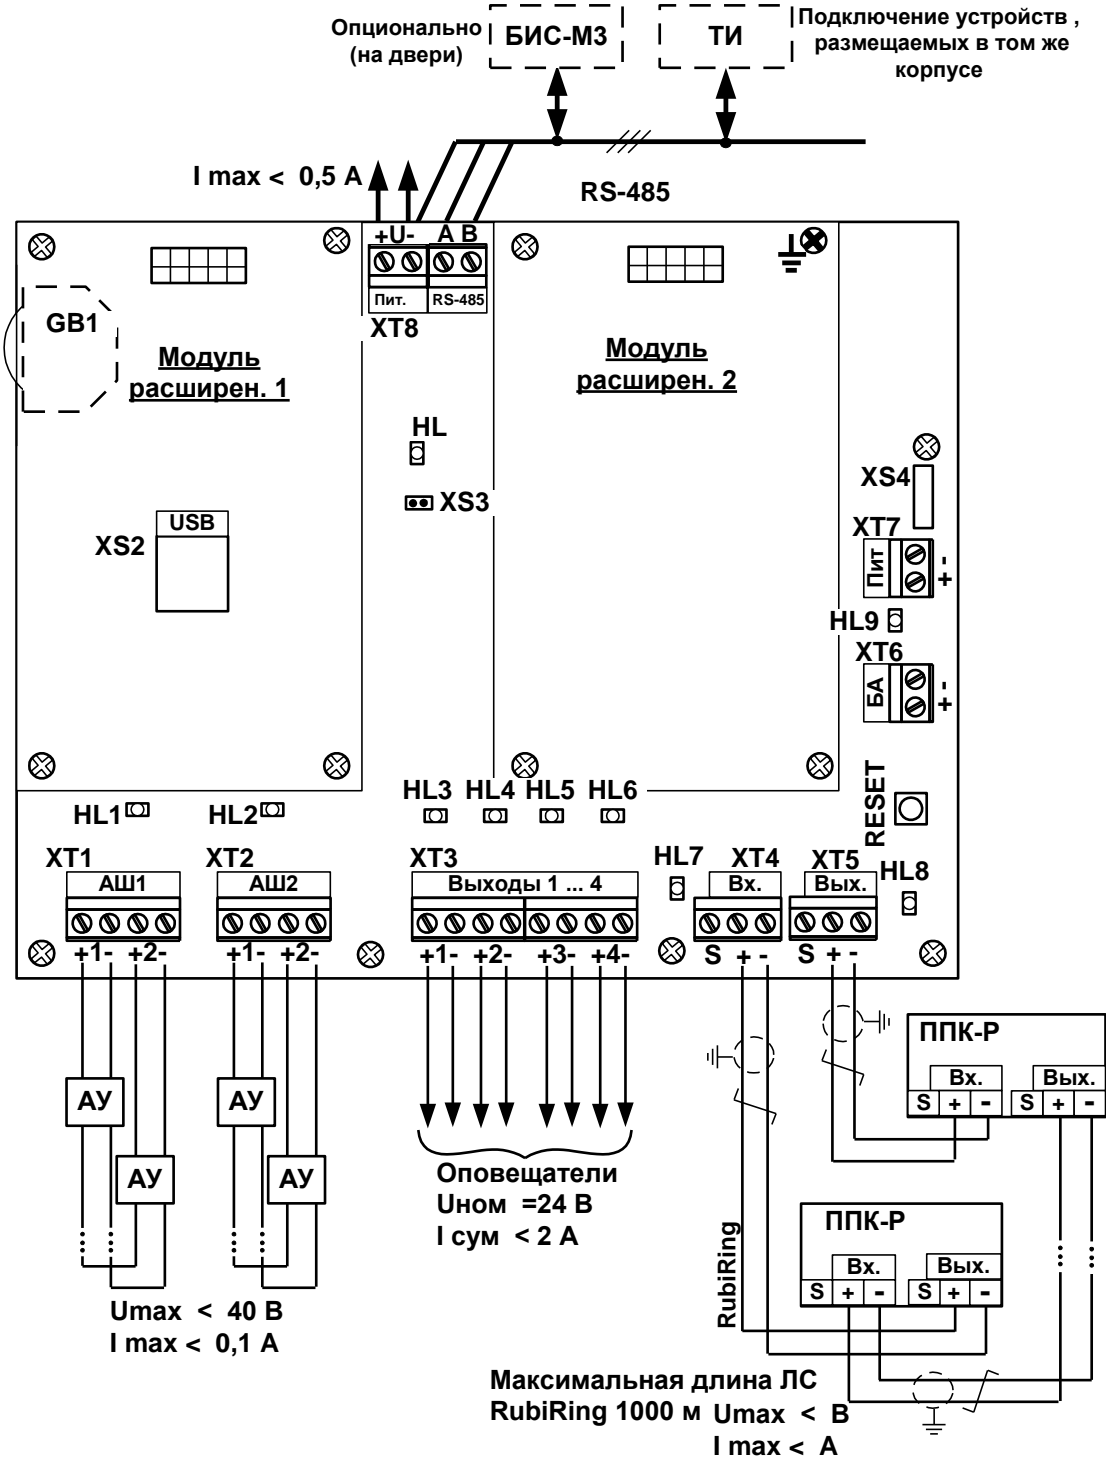 Опционально
(на двери)
БИС-М3
ТИ
Подключение устройств ,
размещаемых в том же
корпусе
I max < 0,5 A
RS-485
+U- A B
Пит. RS-485
XT8
GB1
Модуль
расширен. 1
Модуль
расширен. 2
HL
XS3
USB
XS2
XS4
XT7
Пит
-
+
HL9
XT6
БА
-
+
RESET
HL1
HL2
HL3 HL4 HL5 HL6
HL7
HL8
XT1
АШ1
XT2
АШ2
XT3
Выходы 1 ... 4
XT4
Вх.
XT5
Вых.
+1- +2-
+1- +2-
+1- +2- +3- +4-
S + -
S + -
АУ
АУ
АУ
АУ
Umax < 40 В
I max < 0,1 A
Оповещатели
Uном =24 В
I сум < 2 А
ППК-Р
Вх. Вых.
S + - S + -
ППК-Р
Вх. Вых.
S + - S + -
RubiRing
Максимальная длина ЛС
RubiRing 1000 м
Umax < В
I max < A